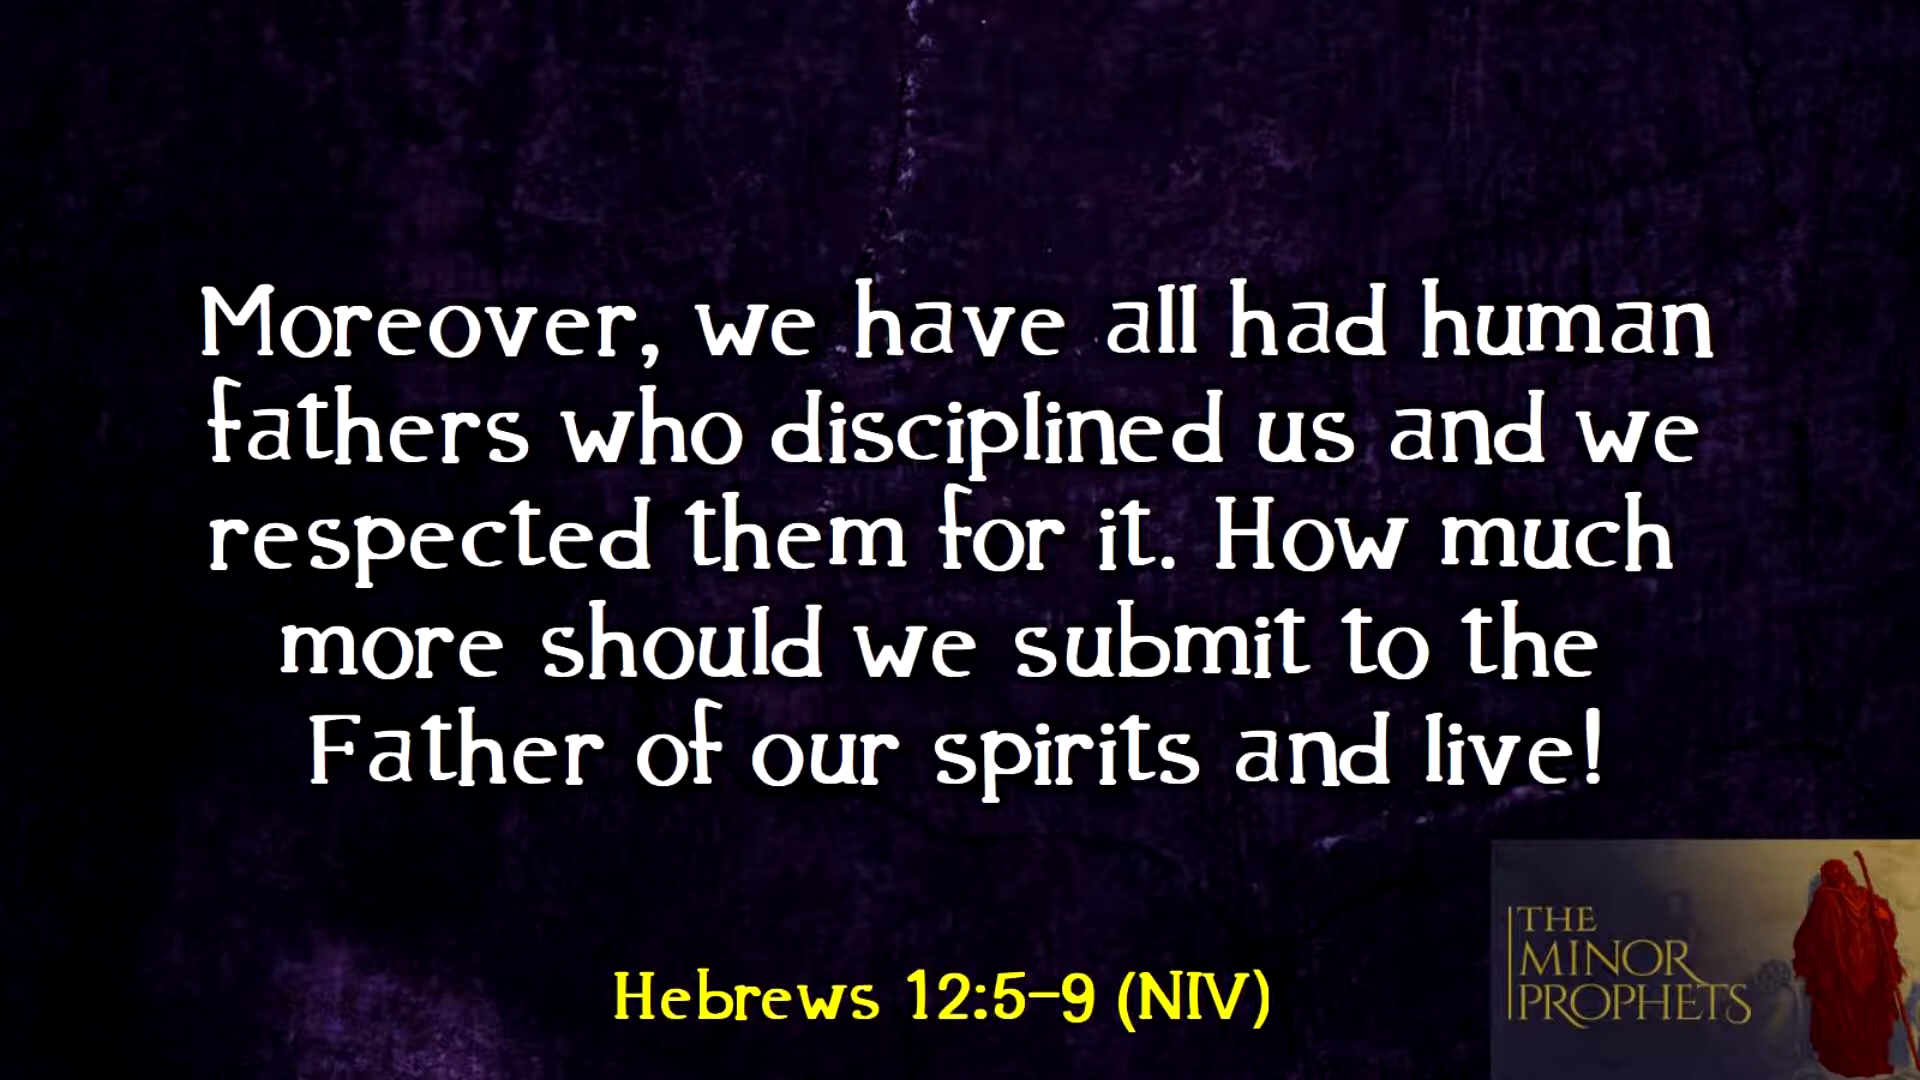 Moreover, we have all had human
fathers who disciplined us and we
respected them for it. How much
more should we submit to the
Father of our spirits and live!
Hebrews 12:5-9 (NIV)
THE
MINOR
PROPHETS